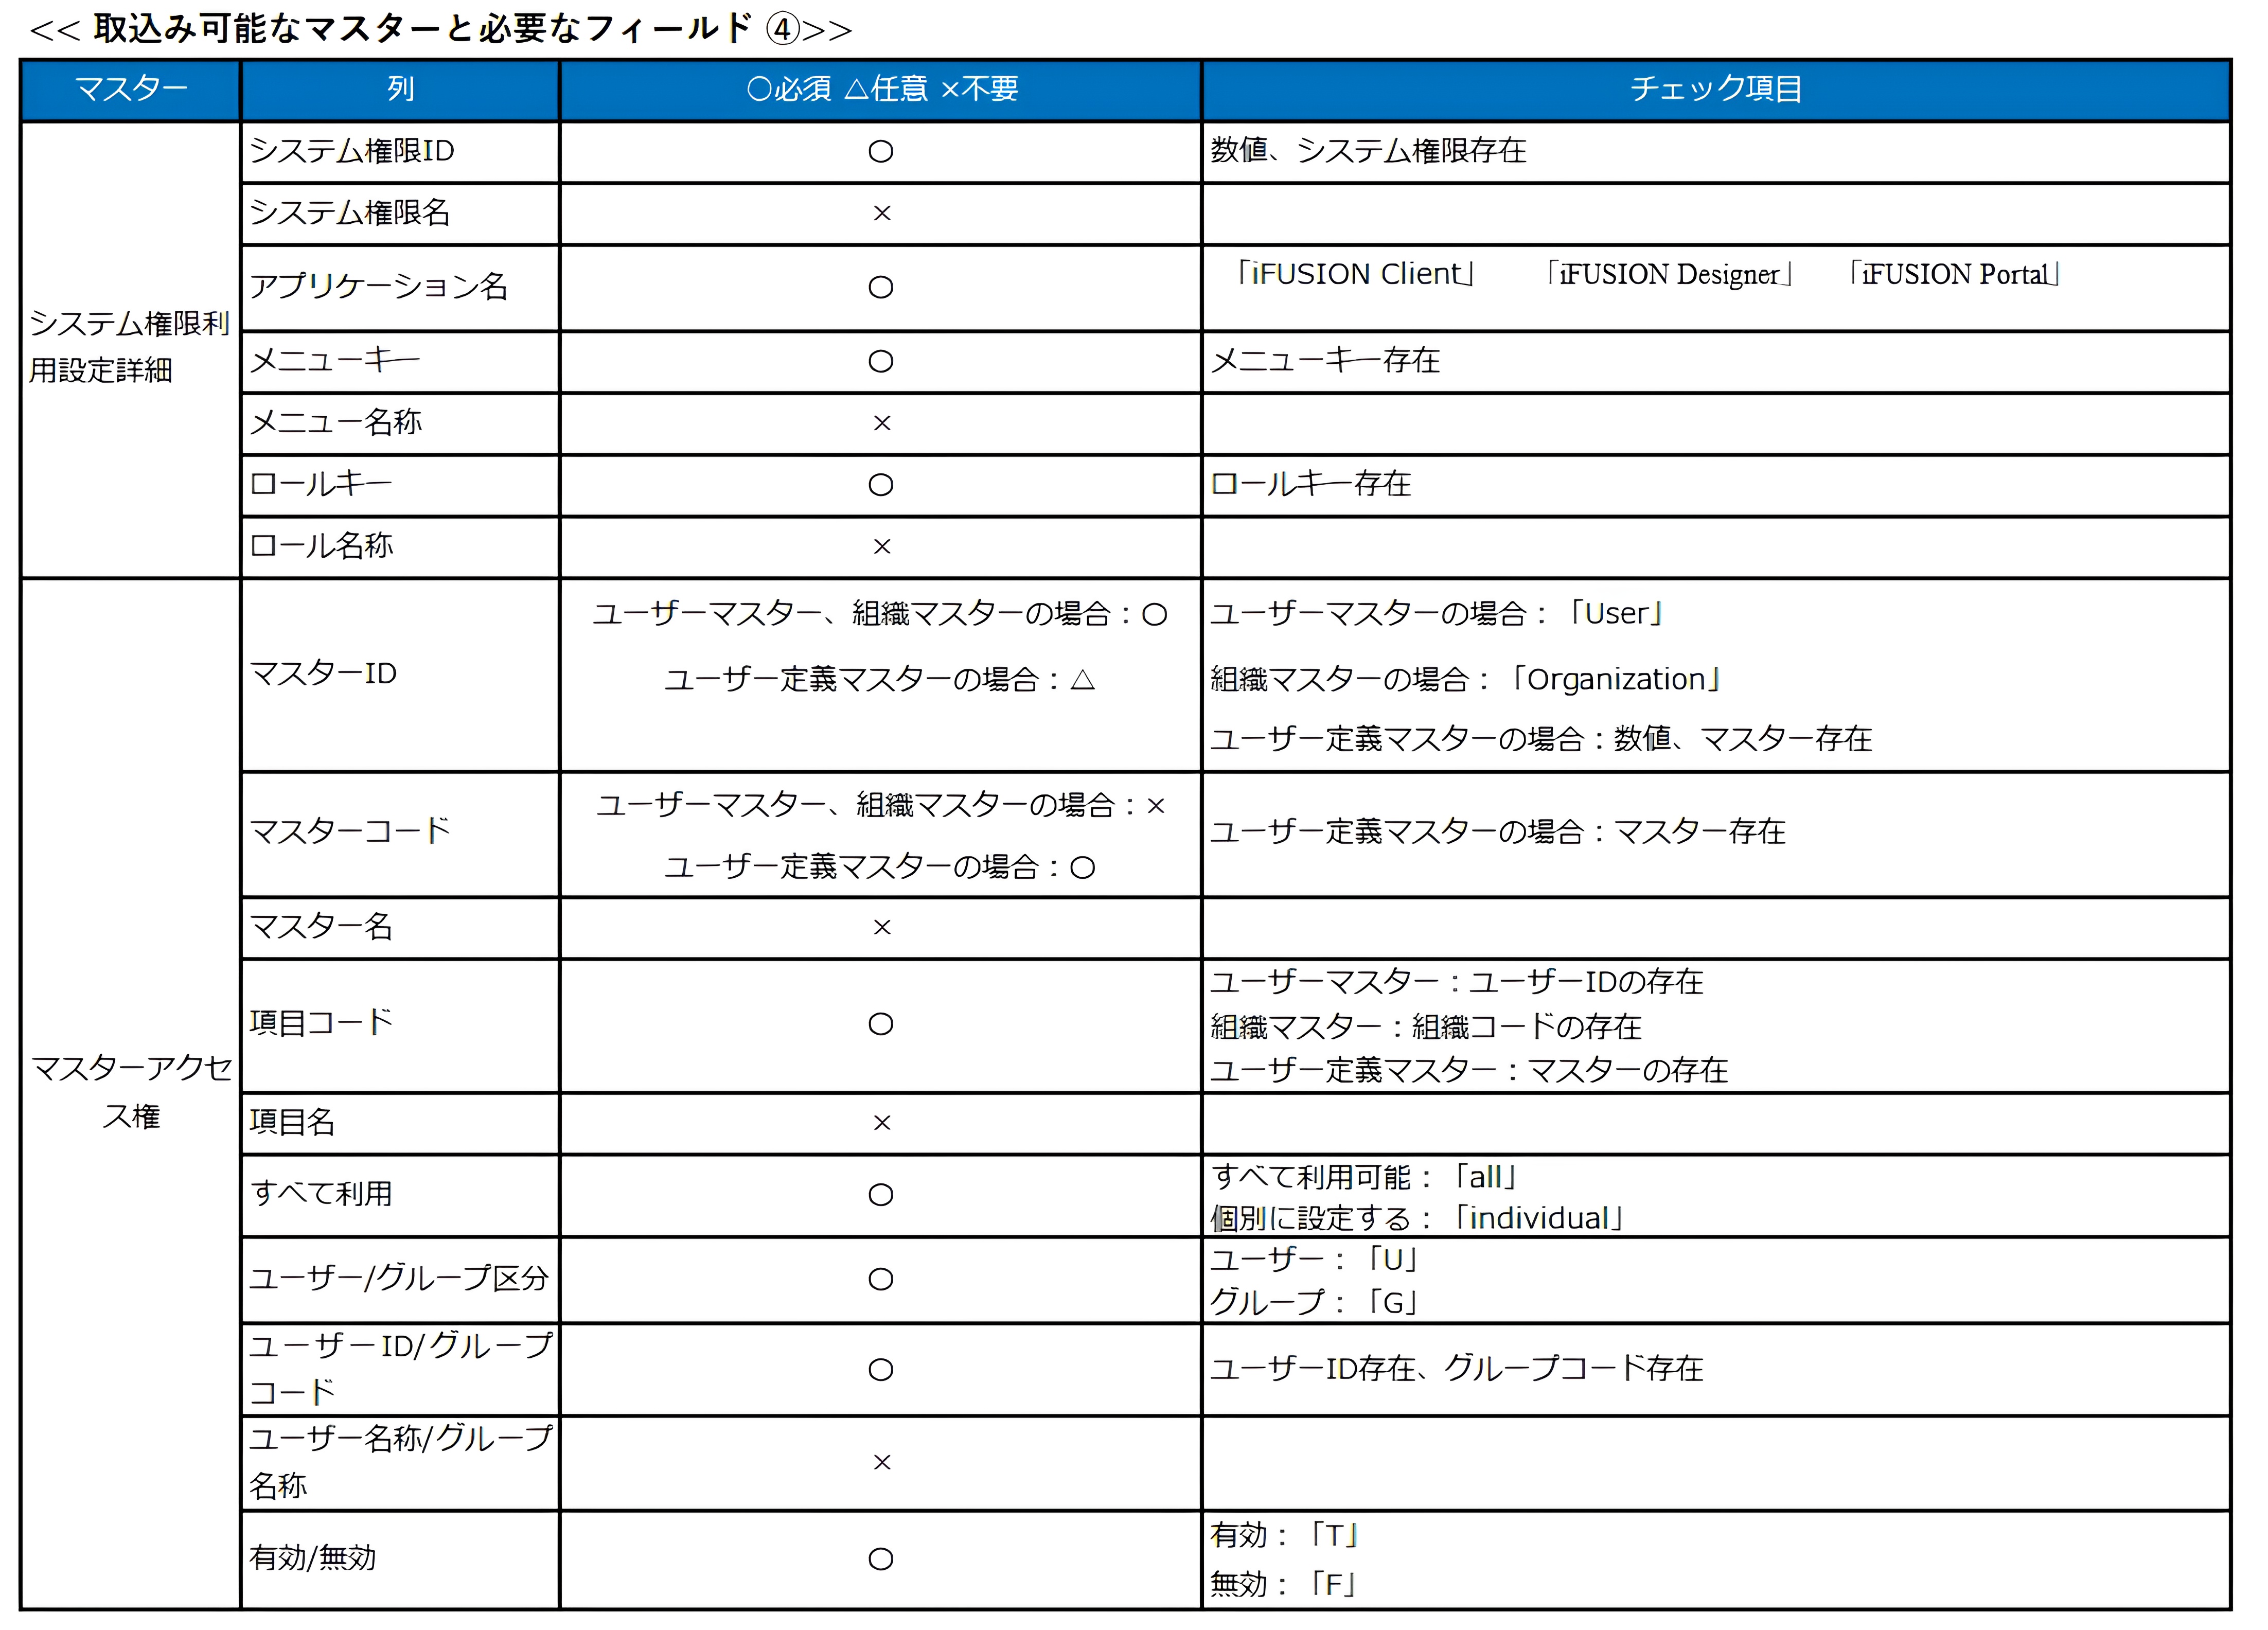 << 取込み可能なマスターと必要なフィールド ④>>
マスター
列
○必須 △任意 ×不要
チェック項目
システム権限利
用設定詳細
システム権限ID
○
数値、システム権限存在
システム権限名
×
アプリケーション名
○
「iFUSION Client」 「iFUSION Designer」 「iFUSION Portal」
メニューキー
○
メニューキー存在
メニュー名称
×
ロールキー
○
ロールキー存在
ロール名称
×
マスターアクセ
ス権
マスターID
ユーザーマスター、組織マスターの場合：○
ユーザー定義マスターの場合：△
ユーザーマスターの場合：「User」
組織マスターの場合：「Organization」
ユーザー定義マスターの場合：数値、マスター存在
マスターコード
ユーザーマスター、組織マスターの場合：×
ユーザー定義マスターの場合：○
ユーザー定義マスターの場合：マスター存在
マスター名
×
項目コード
○
ユーザーマスター：ユーザーIDの存在
組織マスター：組織コードの存在
ユーザー定義マスター：マスターの存在
項目名
×
すべて利用
○
すべて利用可能：「all」
個別に設定する：「individual」
ユーザー/グループ区分
○
ユーザー：「U」
グループ：「G」
ユーザーID/グループ
コード
○
ユーザーID存在、グループコード存在
ユーザー名称/グループ
名称
×
有効/無効
○
有効：「T」
無効：「F」